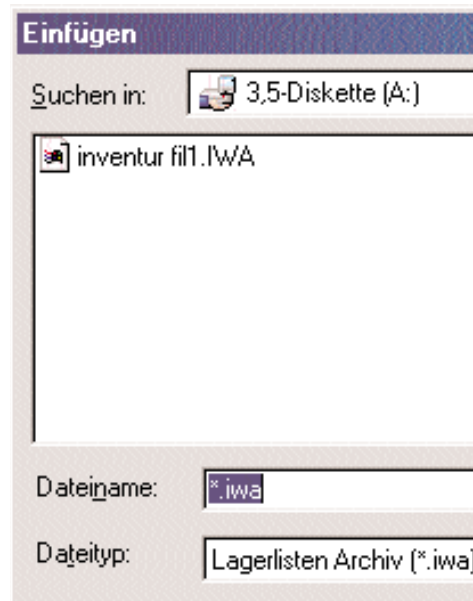 Einfügen
Suchen in: 3,5-Diskette (A:)
inventur fil1.IWA
Dateiname: *.iwa
Dateityp: Lagerlisten Archiv (*.iwa)